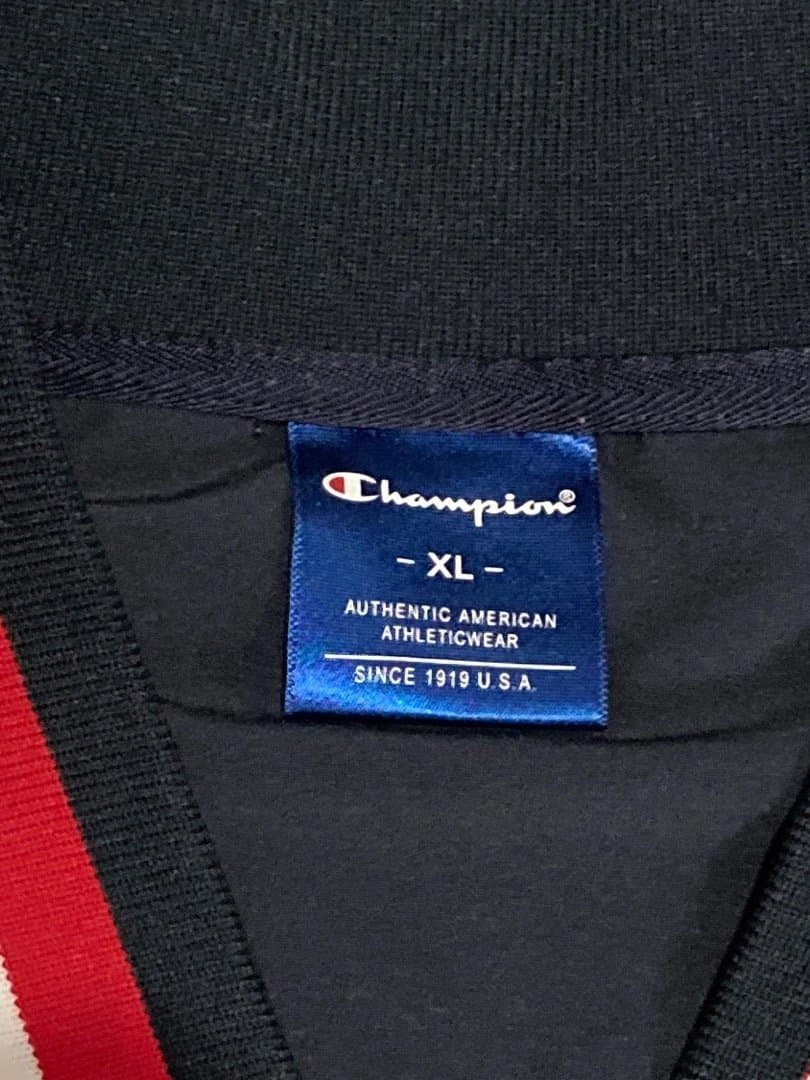 Champion®
- XL -
AUTHENTIC AMERICAN
ATHLETICWEAR
SINCE 1919 U.S.A.